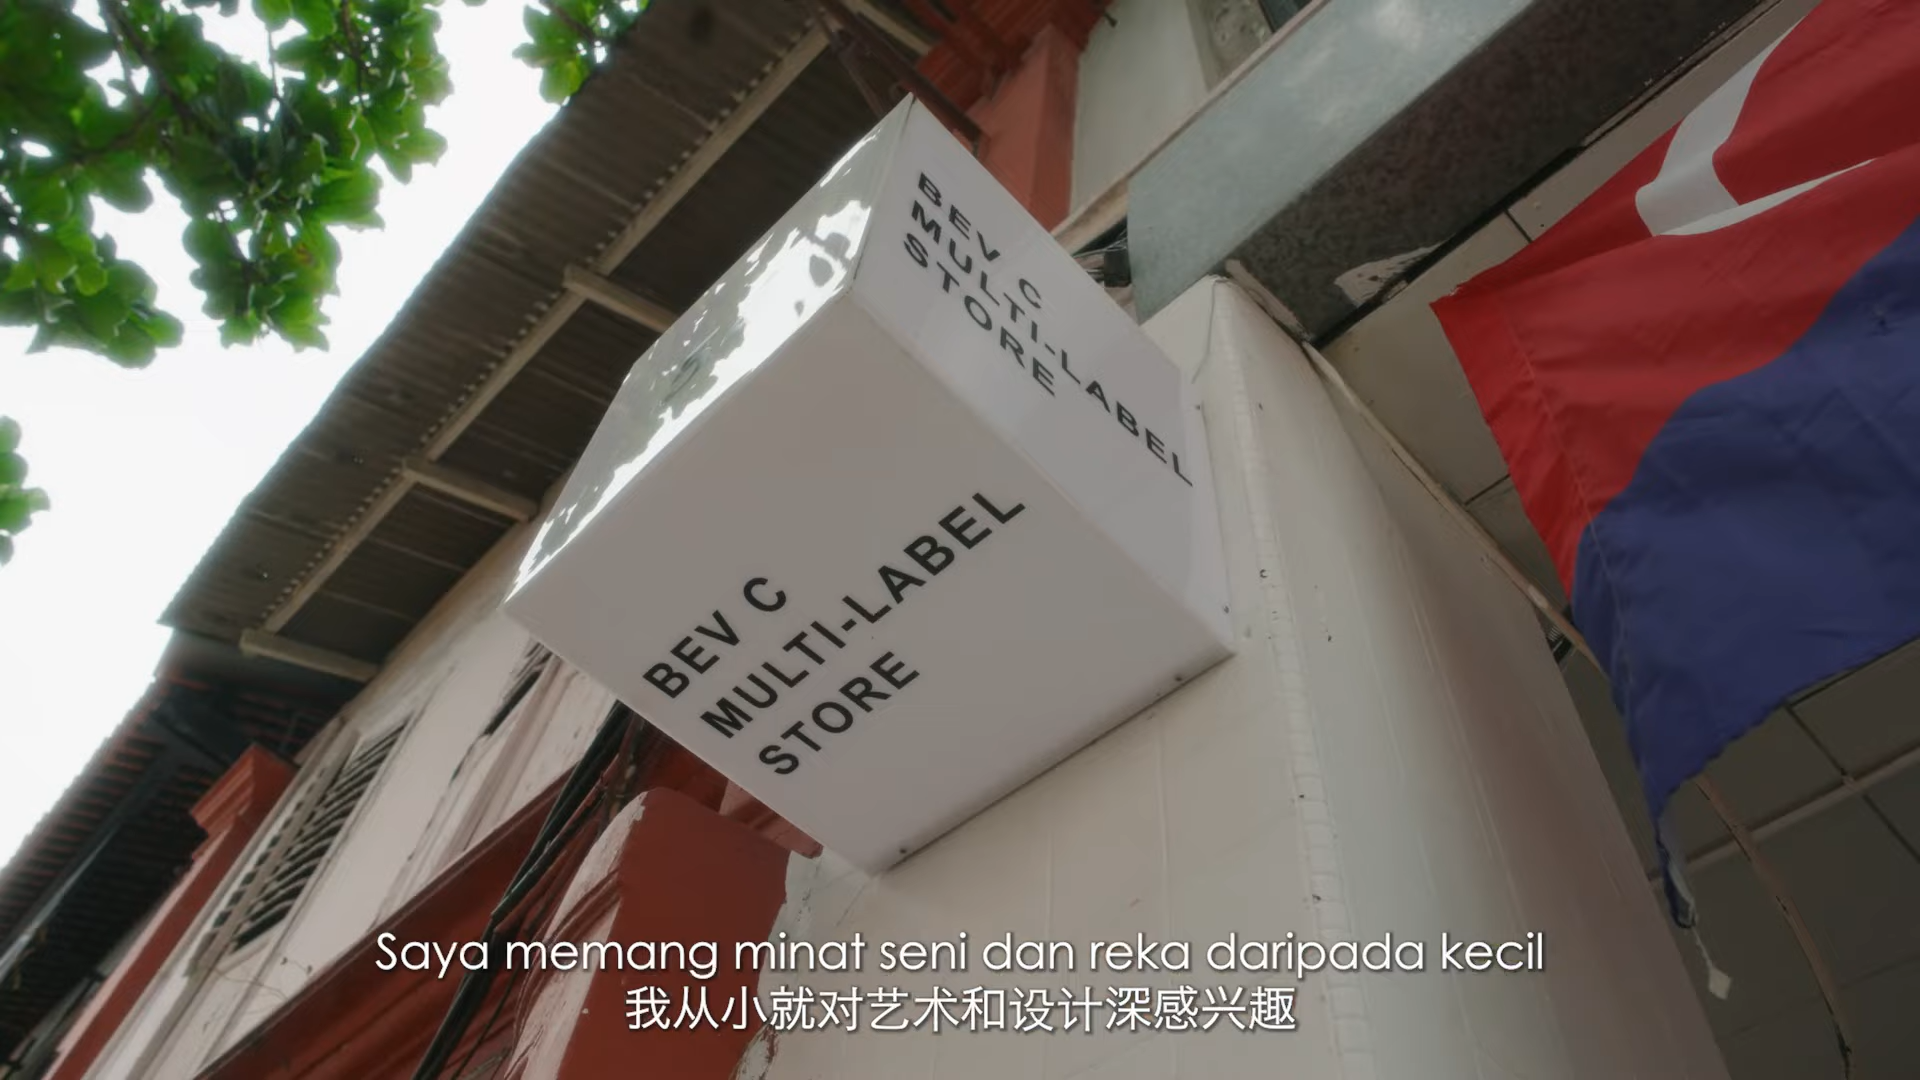 BEV C
MULTI-LABEL
STORE
BEV C
MULTI-LABEL
STORE
Saya memang minat seni dan reka daripada kecil
我从小就对艺术和设计深感兴趣